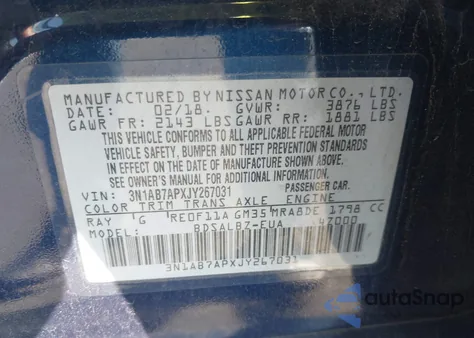 MANUFACTURED BY NISSAN MOTOR CO., LTD.
DATE: 02/18. GVWR: 3876 LBS
GAWR FR: 2143 LBS GAWR RR: 1881 LBS
THIS VEHICLE CONFORMS TO ALL APPLICABLE FEDERAL MOTOR
VEHICLE SAFETY, BUMPER AND THEFT PREVENTION STANDARDS
IN EFFECT ON THE DATE OF MANUFACTURE SHOWN ABOVE.
SEE OWNER'S MANUAL FOR ADDITIONAL INFORMATION.
VIN: 3N1AB7APXJY267031 PASSENGER CAR.
COLOR TRIM TRANS AXLE ENGINE
RAY 'G 'RE0F11A GM35 MRA8DE 1798 CC
BDSALBZ-EUA 4Z000
3N1AB7APXJY267031
AutoSnap